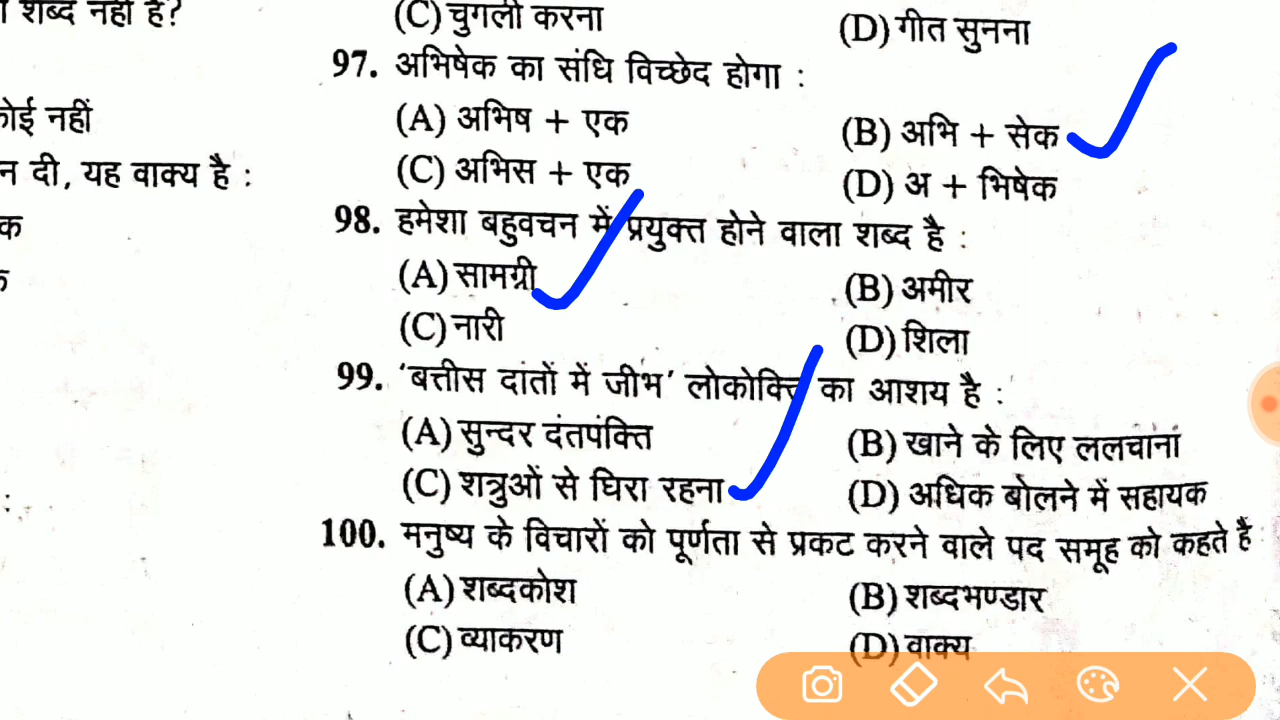 शब्द नहीं है?
(C) चुगली करना
(D) गीत सुनना
97. अभिषेक का संधि विच्छेद होगा :
कोई नहीं
(A) अभिष + एक
(B) अभि + सेक
न दी, यह वाक्य है :
(C) अभिस + एक
(D) अ + भिषेक
क
98. हमेशा बहुवचन में प्रयुक्त होने वाला शब्द है :
(A) सामग्री
(B) अमीर
(C) नारी
(D) शिला
99. 'बत्तीस दांतों में जीभ' लोकोक्ति का आशय है :
(A) सुन्दर दंतपंक्ति
(B) खाने के लिए ललचाना
(C) शत्रुओं से घिरा रहना
(D) अधिक बोलने में सहायक
:
100. मनुष्य के विचारों को पूर्णता से प्रकट करने वाले पद समूह को कहते हैं
(A) शब्दकोश
(B) शब्दभण्डार
(C) व्याकरण
(D) वाक्य